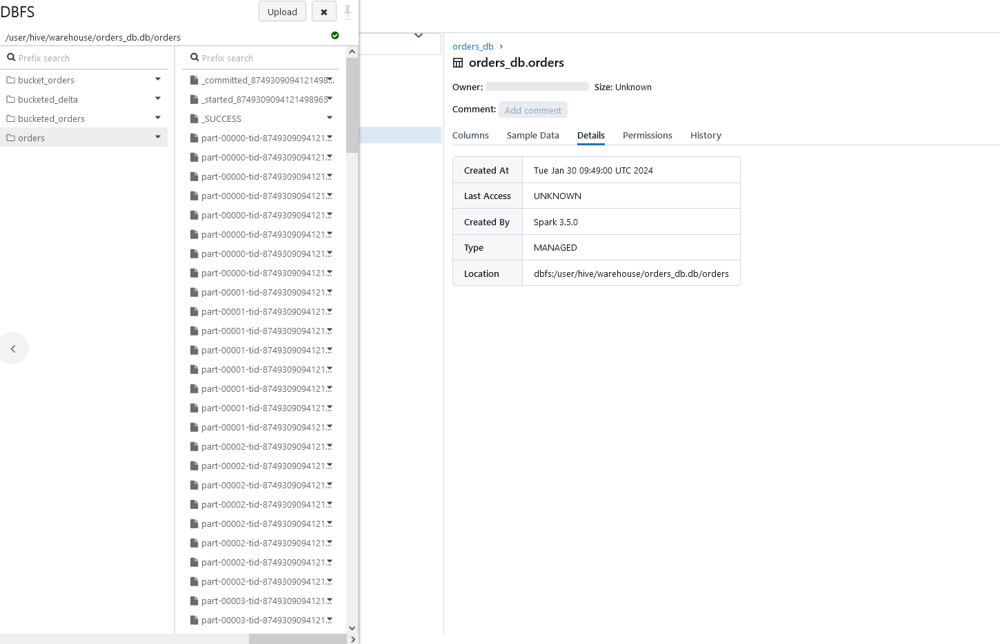 DBFS
Upload
/user/hive/warehouse/orders_db.db/orders
Prefix search
bucket_orders
bucketed_delta
bucketed_orders
orders
Prefix search
_committed_8749309094121498...
_started_8749309094121498965
_SUCCESS
part-00000-tid-8749309094121...
part-00000-tid-8749309094121...
part-00000-tid-8749309094121...
part-00000-tid-8749309094121...
part-00000-tid-8749309094121...
part-00000-tid-8749309094121...
part-00000-tid-8749309094121...
part-00000-tid-8749309094121...
part-00001-tid-8749309094121...
part-00001-tid-8749309094121...
part-00001-tid-8749309094121...
part-00001-tid-8749309094121...
part-00001-tid-8749309094121...
part-00001-tid-8749309094121...
part-00001-tid-8749309094121...
part-00001-tid-8749309094121...
part-00002-tid-8749309094121...
part-00002-tid-8749309094121...
part-00002-tid-8749309094121...
part-00002-tid-8749309094121...
part-00002-tid-8749309094121...
part-00002-tid-8749309094121...
part-00002-tid-8749309094121...
part-00002-tid-8749309094121...
part-00003-tid-8749309094121...
part-00003-tid-8749309094121...
orders_db
orders_db.orders
Owner: Size: Unknown
Comment: Add comment
Columns Sample Data Details Permissions History
Created At Tue Jan 30 09:49:00 UTC 2024
Last Access UNKNOWN
Created By Spark 3.5.0
Type MANAGED
Location dbfs:/user/hive/warehouse/orders_db.db/orders